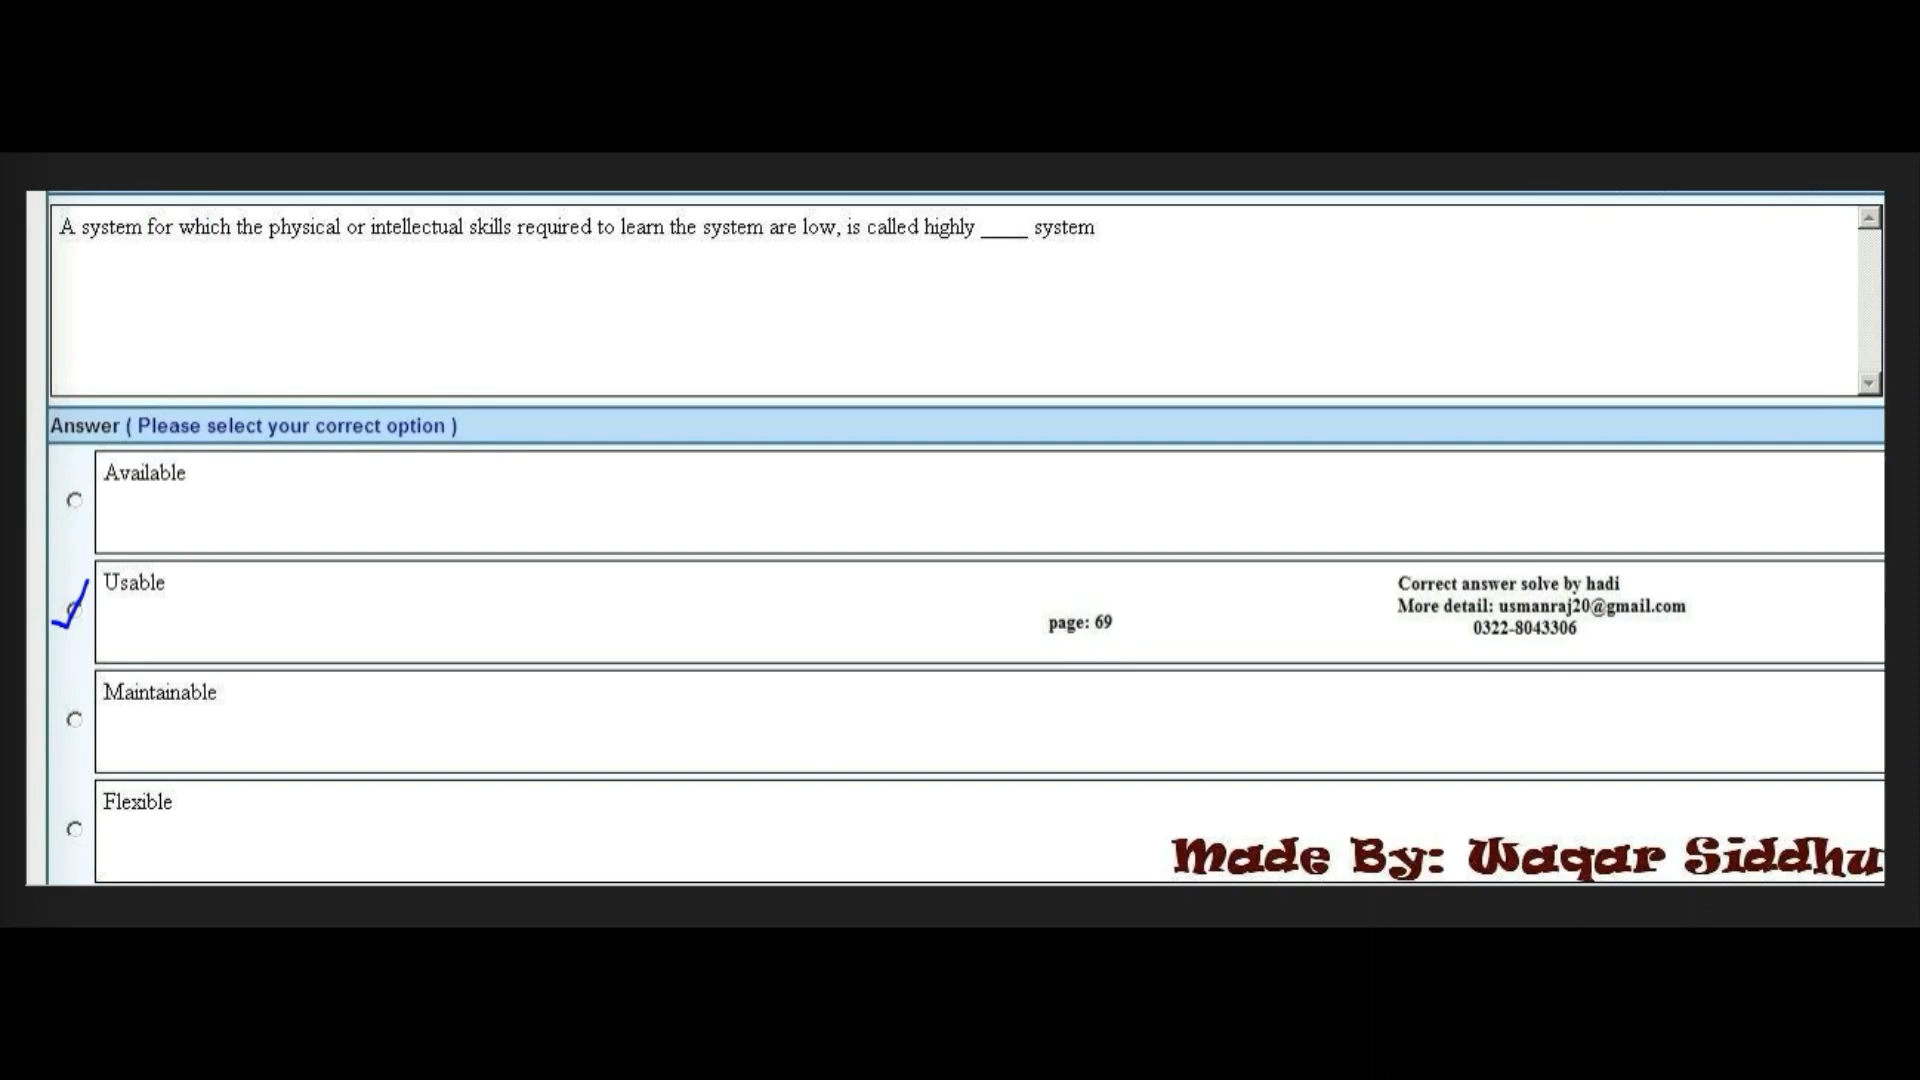 A system for which the physical or intellectual skills required to learn the system are low, is called highly ____ system
Answer ( Please select your correct option )
Available
Usable
Correct answer solve by hadi
More detail: usmanraj20@gmail.com
page: 69
0322-8043306
Maintainable
Flexible
Made By: Waqar Siddhu